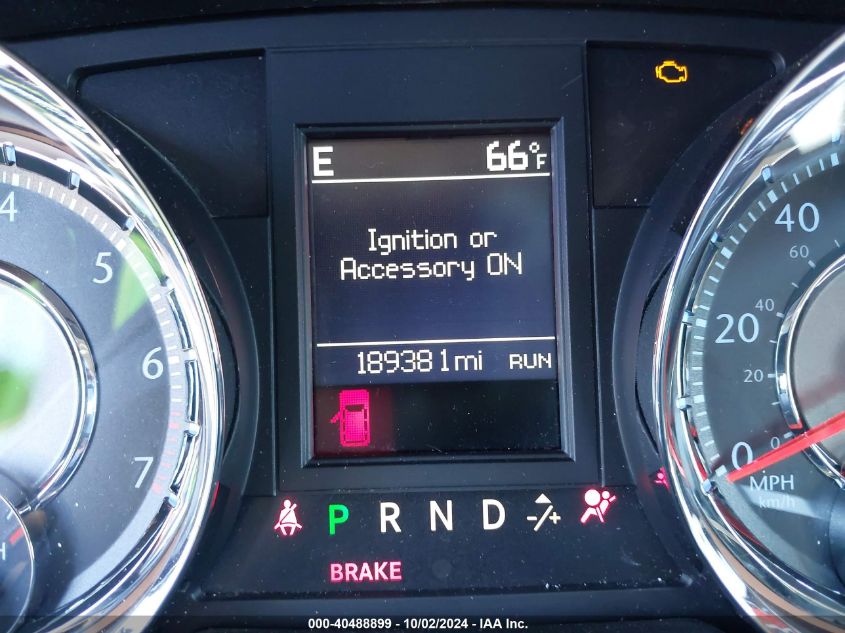 E 66°F
Ignition or
Accessory ON
189381mi RUN
4
5
6
7
40
20
0
60
40
20
0
MPH
km/h
P R N D -/+
BRAKE
H
000-40488899 - 10/02/2024 - IAA Inc.